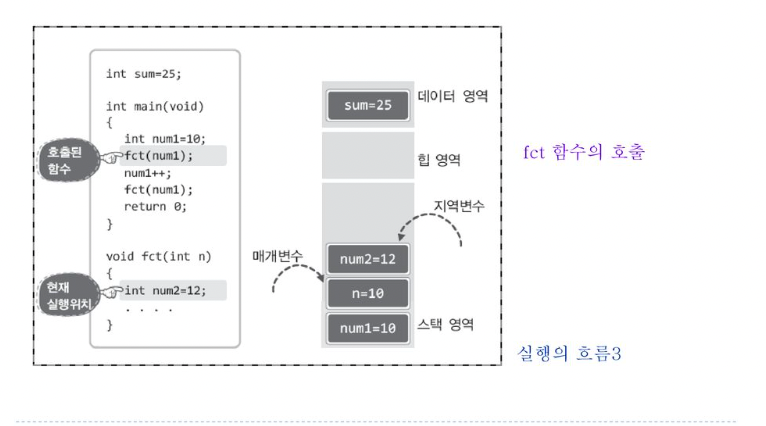 int sum=25;
int main(void)
{
int num1=10;
fct(num1);
num1++;
fct(num1);
return 0;
}
void fct(int n)
{
int num2=12;
. . . .
}
호출된
함수
현재
실행위치
sum=25
데이터 영역
힙 영역
지역변수
매개변수
num2=12
n=10
num1=10
스택 영역
fct 함수의 호출
실행의 흐름3